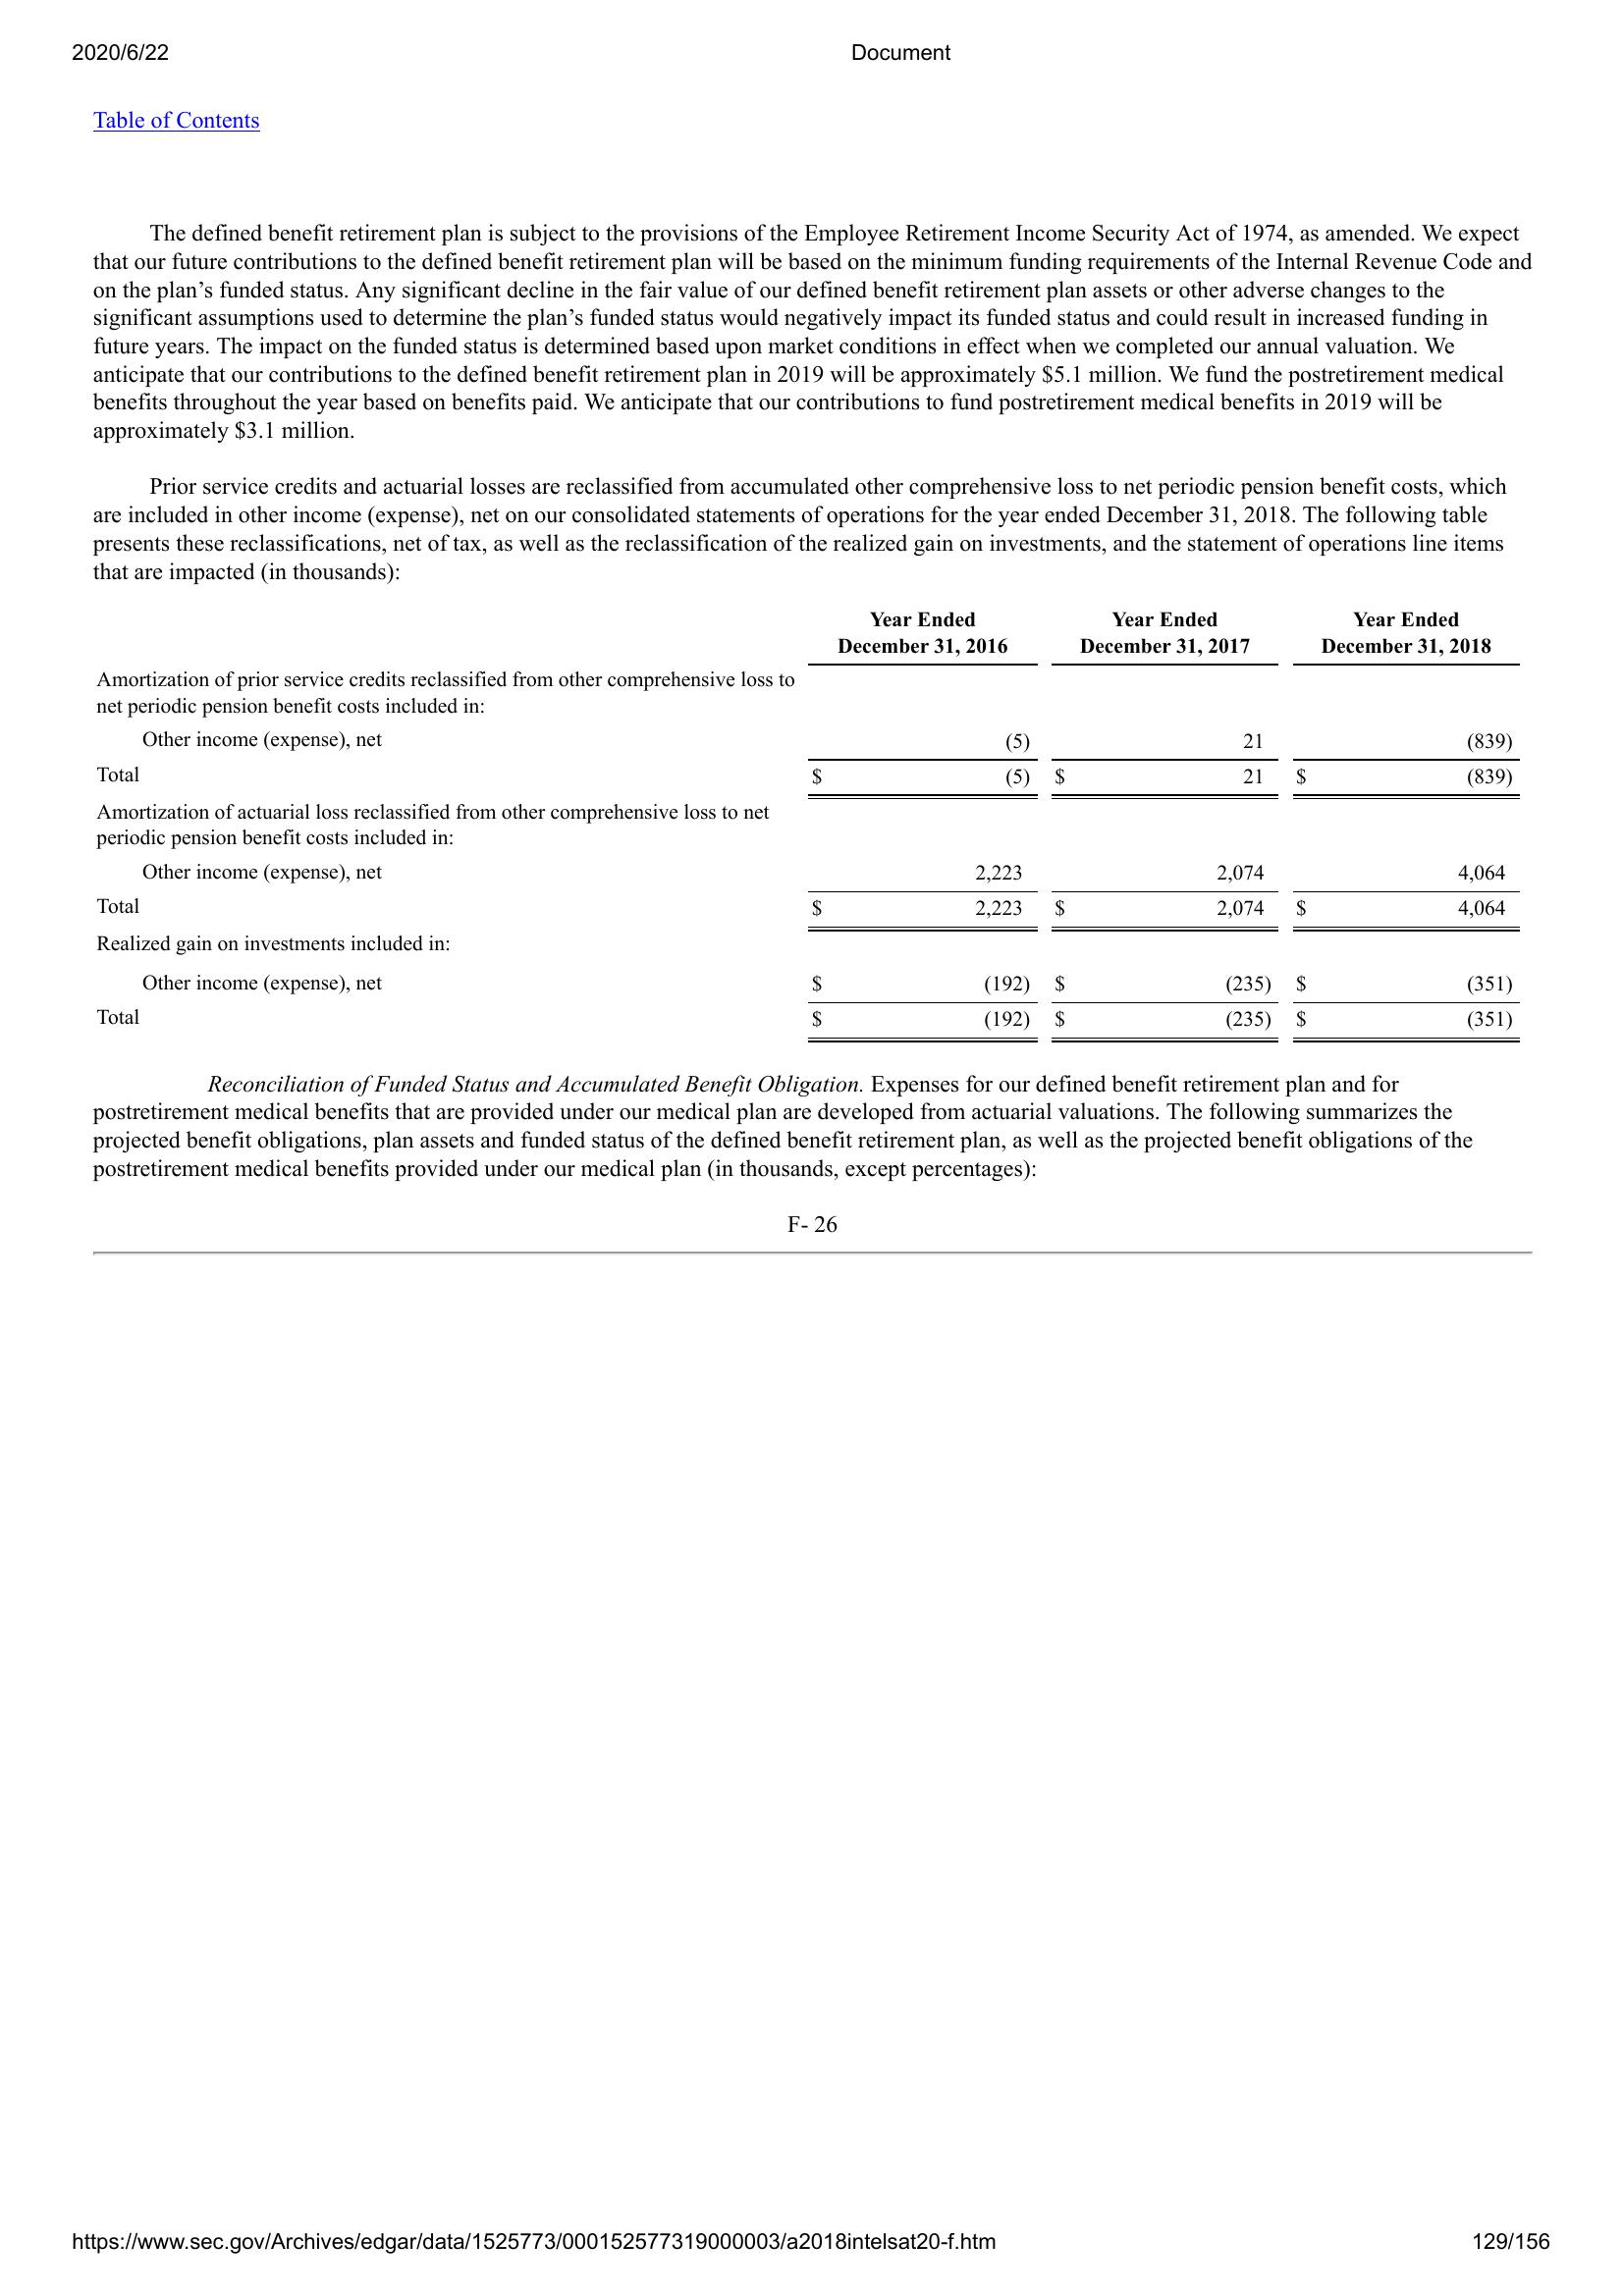 2020/6/22 Document
Table of Contents
The defined benefit retirement plan is subject to the provisions of the Employee Retirement Income Security Act of 1974, as amended. We expect
that our future contributions to the defined benefit retirement plan will be based on the minimum funding requirements of the Internal Revenue Code and
on the plan’s funded status. Any significant decline in the fair value of our defined benefit retirement plan assets or other adverse changes to the
significant assumptions used to determine the plan’s funded status would negatively impact its funded status and could result in increased funding in
future years. The impact on the funded status is determined based upon market conditions in effect when we completed our annual valuation. We
anticipate that our contributions to the defined benefit retirement plan in 2019 will be approximately $5.1 million. We fund the postretirement medical
benefits throughout the year based on benefits paid. We anticipate that our contributions to fund postretirement medical benefits in 2019 will be
approximately $3.1 million.
Prior service credits and actuarial losses are reclassified from accumulated other comprehensive loss to net periodic pension benefit costs, which
are included in other income (expense), net on our consolidated statements of operations for the year ended December 31, 2018. The following table
presents these reclassifications, net of tax, as well as the reclassification of the realized gain on investments, and the statement of operations line items
that are impacted (in thousands):
Year Ended Year Ended Year Ended
December 31, 2016 December 31, 2017 December 31, 2018
Amortization of prior service credits reclassified from other comprehensive loss to
net periodic pension benefit costs included in:
Other income (expense), net (5) 21 (839)
Total $ (5) $ 21 $ (839)
Amortization of actuarial loss reclassified from other comprehensive loss to net
periodic pension benefit costs included in:
Other income (expense), net 2,223 2,074 4,064
Total $ 2,223 $ 2,074 $ 4,064
Realized gain on investments included in:
Other income (expense), net $ (192) $ (235) $ (351)
Total $ (192) $ (235) $ (351)
Reconciliation of Funded Status and Accumulated Benefit Obligation. Expenses for our defined benefit retirement plan and for
postretirement medical benefits that are provided under our medical plan are developed from actuarial valuations. The following summarizes the
projected benefit obligations, plan assets and funded status of the defined benefit retirement plan, as well as the projected benefit obligations of the
postretirement medical benefits provided under our medical plan (in thousands, except percentages):
F- 26
https://www.sec.gov/Archives/edgar/data/1525773/000152577319000003/a2018intelsat20-f.htm 129/156